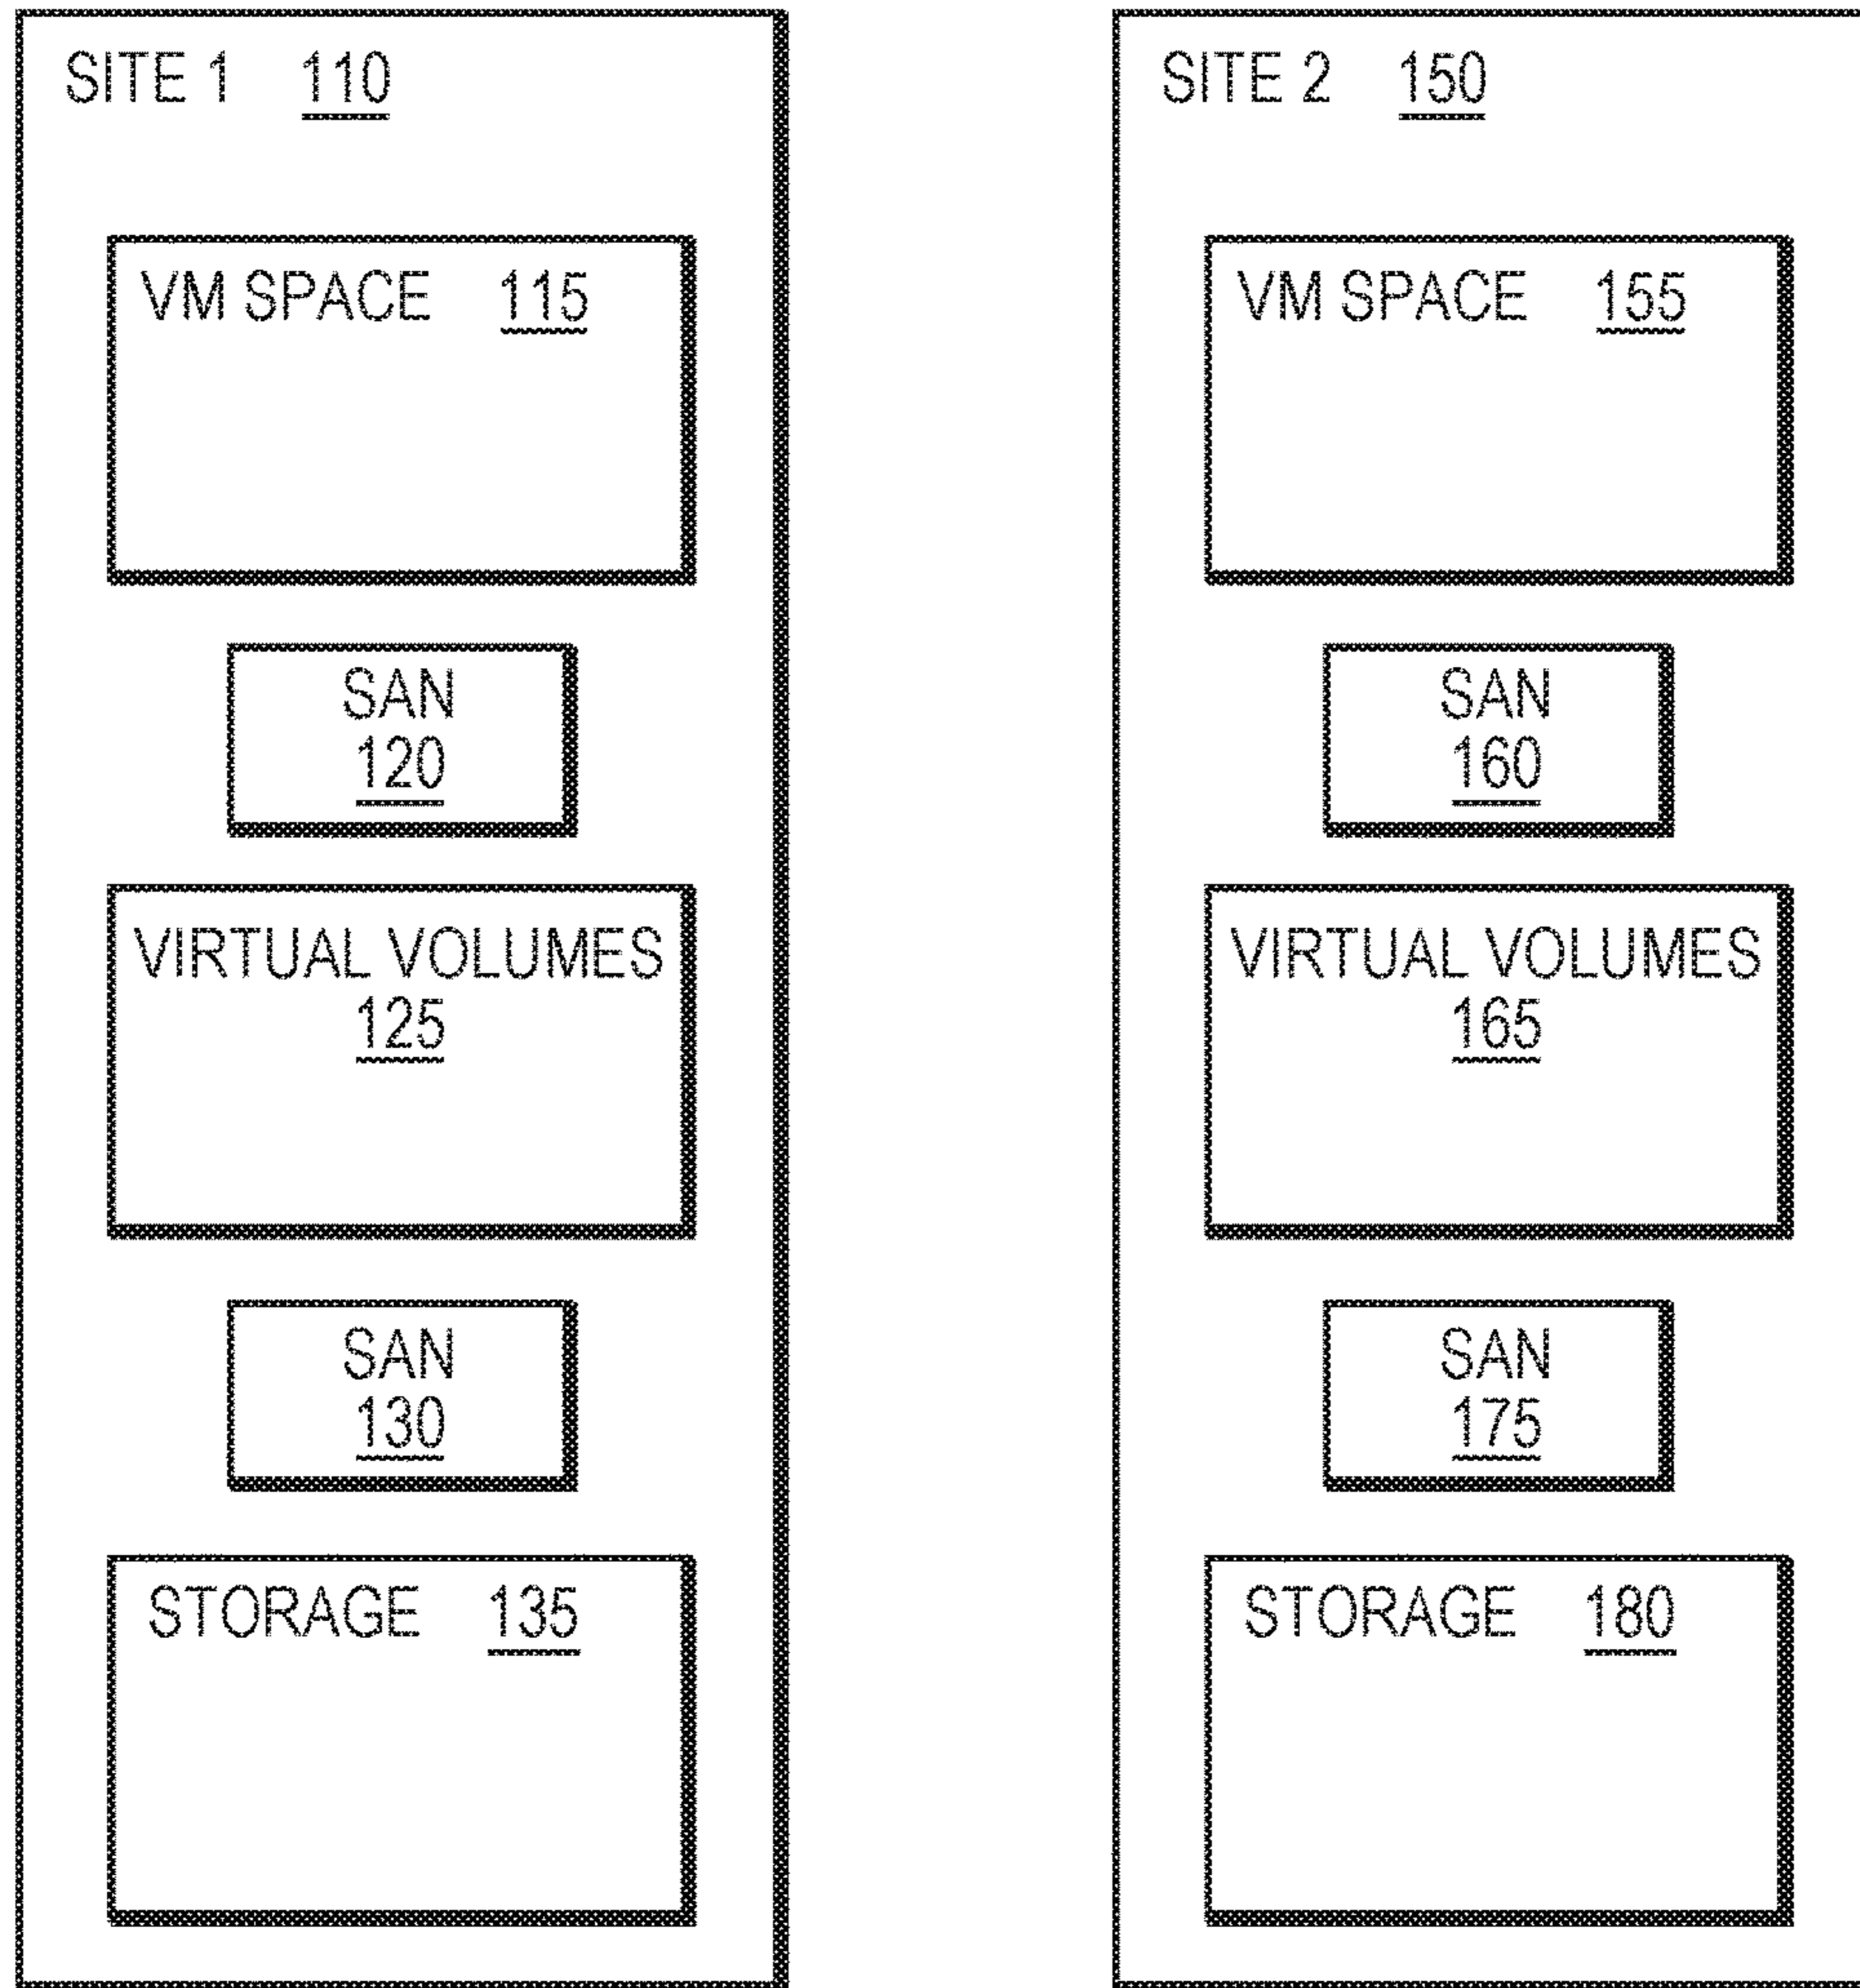 SITE 1 110
VM SPACE 115
SAN
120
VIRTUAL VOLUMES
125
SAN
130
STORAGE 135
SITE 2 150
VM SPACE 155
SAN
160
VIRTUAL VOLUMES
165
SAN
175
STORAGE 180